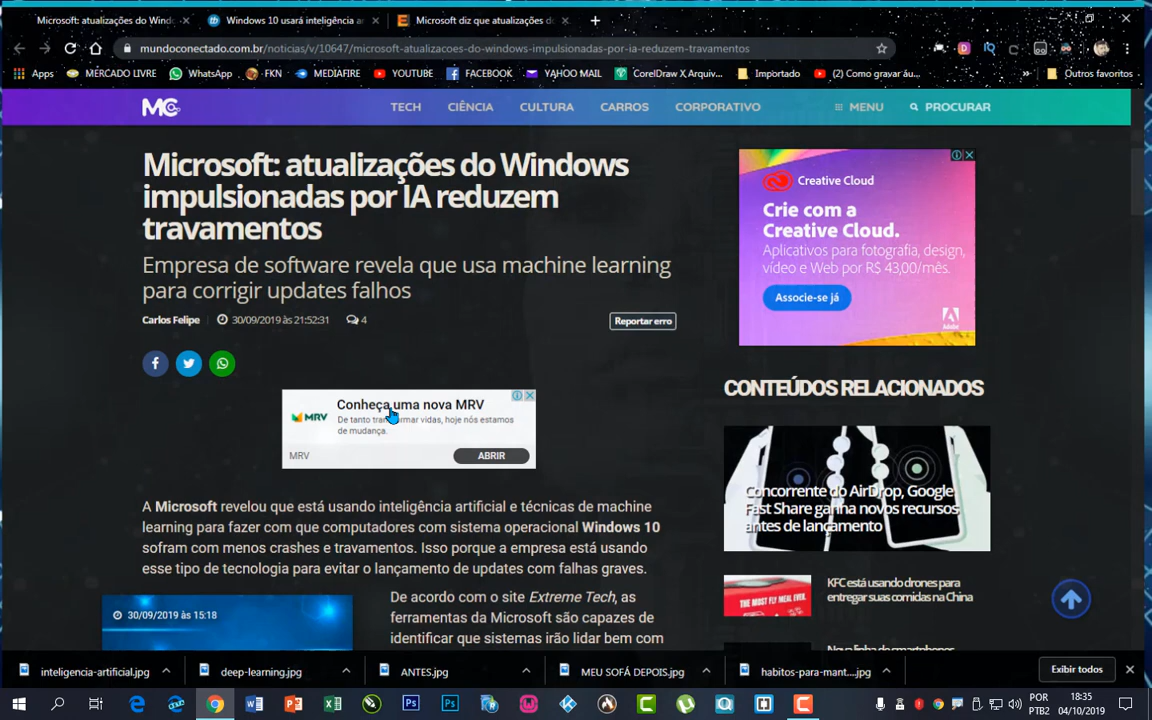 Microsoft: atualizações do Windo
Windows 10 usará inteligência a
Microsoft diz que atualizações do
mundoconectado.com.br/noticias/v/10647/microsoft-atualizacoes-do-windows-impulsionadas-por-ia-reduzem-travamentos
Apps
MERCADO LIVRE
WhatsApp
FKN
MEDIAFIRE
YOUTUBE
FACEBOOK
YAHOO MAIL
CorelDraw X Arquiv...
Importado
(2) Como gravar áu...
Outros favoritos
MC
TECH
CIÊNCIA
CULTURA
CARROS
CORPORATIVO
MENU
PROCURAR
Microsoft: atualizações do Windows
impulsionadas por IA reduzem
travamentos
Empresa de software revela que usa machine learning
para corrigir updates falhos
Carlos Felipe
30/09/2019 às 21:52:31
4
Reportar erro
Creative Cloud
Crie com a
Creative Cloud.
Aplicativos para fotografia, design,
vídeo e Web por R$ 43,00/mês.
Associe-se já
Adobe
MRV
Conheça uma nova MRV
De tanto transformar vidas, hoje nós estamos
de mudança.
MRV
ABRIR
CONTEÚDOS RELACIONADOS
Concorrente do AirDrop, Google
Fast Share ganha novos recursos
antes de lançamento
KFC está usando drones para
entregar suas comidas na China
Nova linha de smartphones
A Microsoft revelou que está usando inteligência artificial e técnicas de machine
learning para fazer com que computadores com sistema operacional Windows 10
sofram com menos crashes e travamentos. Isso porque a empresa está usando
esse tipo de tecnologia para evitar o lançamento de updates com falhas graves.
30/09/2019 às 15:18
De acordo com o site Extreme Tech, as
ferramentas da Microsoft são capazes de
identificar que sistemas irão lidar bem com
inteligencia-artificial.jpg
deep-learning.jpg
ANTES.jpg
MEU SOFÁ DEPOIS.jpg
habitos-para-mant....jpg
Exibir todos
POR
PTB2
18:35
04/10/2019